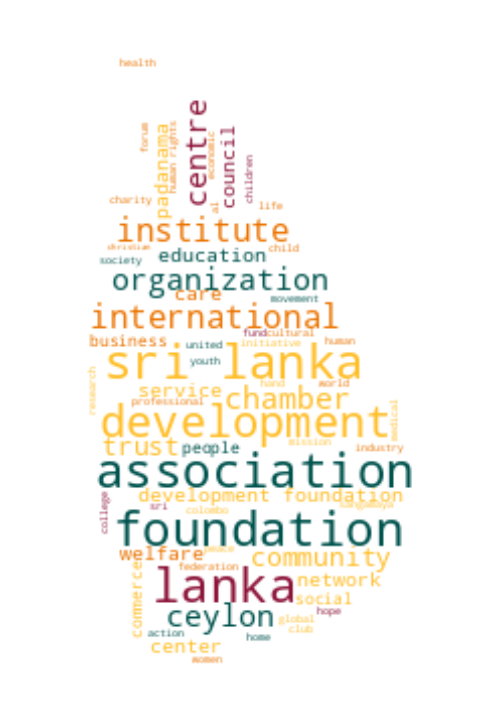 health
centre
council
forum
padanama
human rights
economic
children
charity
al
life
institute
christian
education
child
society
organization
care
movement
international
fund cultural
business
united
initiative
human
sri lanka
youth
research
service
hand
world
professional
chamber
development
medical
mission
trust
people
industry
association
college
development foundation
sri
sangamaya
colombo
foundation
welfare
peace
community
federation
commerce
lanka
network
social
hope
ceylon
global
action
home
club
center
women